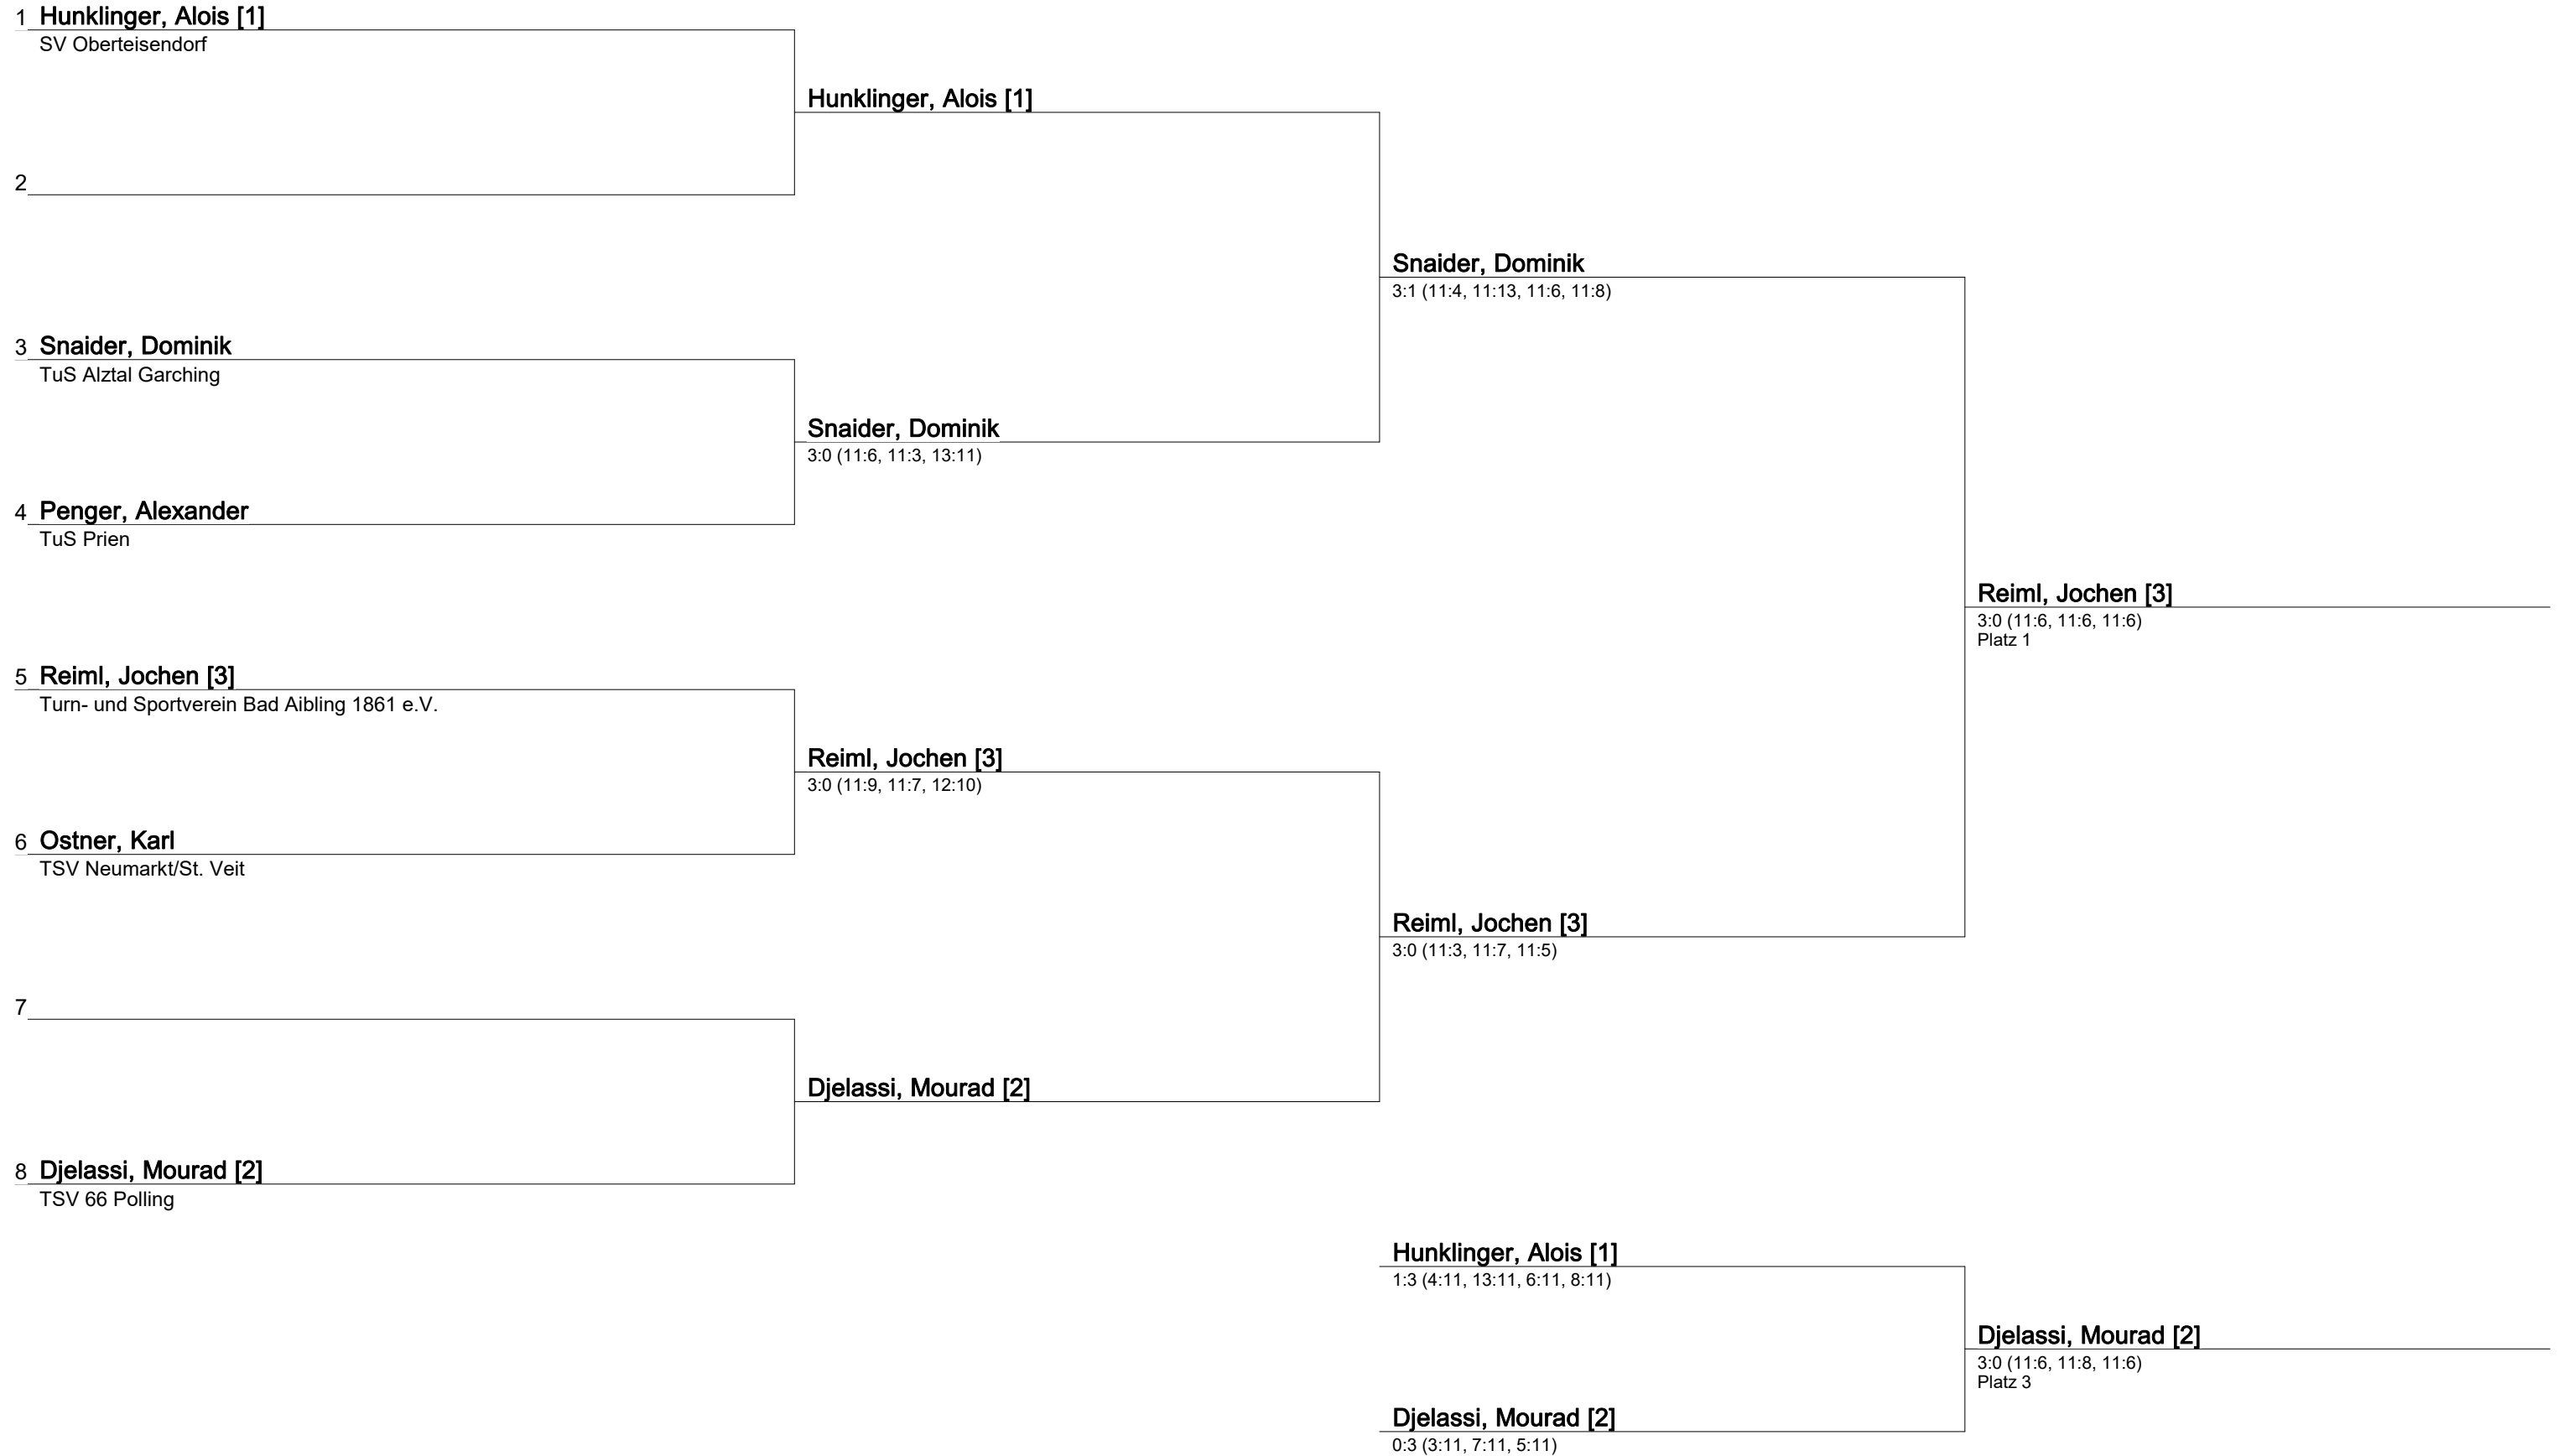 1 Hunklinger, Alois [1]
SV Oberteisendorf
Hunklinger, Alois [1]
2
Snaider, Dominik
3:1 (11:4, 11:13, 11:6, 11:8)
3 Snaider, Dominik
TuS Alztal Garching
Snaider, Dominik
3:0 (11:6, 11:3, 13:11)
4 Penger, Alexander
TuS Prien
Reiml, Jochen [3]
3:0 (11:6, 11:6, 11:6)
Platz 1
5 Reiml, Jochen [3]
Turn- und Sportverein Bad Aibling 1861 e.V.
Reiml, Jochen [3]
3:0 (11:9, 11:7, 12:10)
6 Ostner, Karl
TSV Neumarkt/St. Veit
Reiml, Jochen [3]
3:0 (11:3, 11:7, 11:5)
7
Djelassi, Mourad [2]
8 Djelassi, Mourad [2]
TSV 66 Polling
Hunklinger, Alois [1]
1:3 (4:11, 13:11, 6:11, 8:11)
Djelassi, Mourad [2]
3:0 (11:6, 11:8, 11:6)
Platz 3
Djelassi, Mourad [2]
0:3 (3:11, 7:11, 5:11)